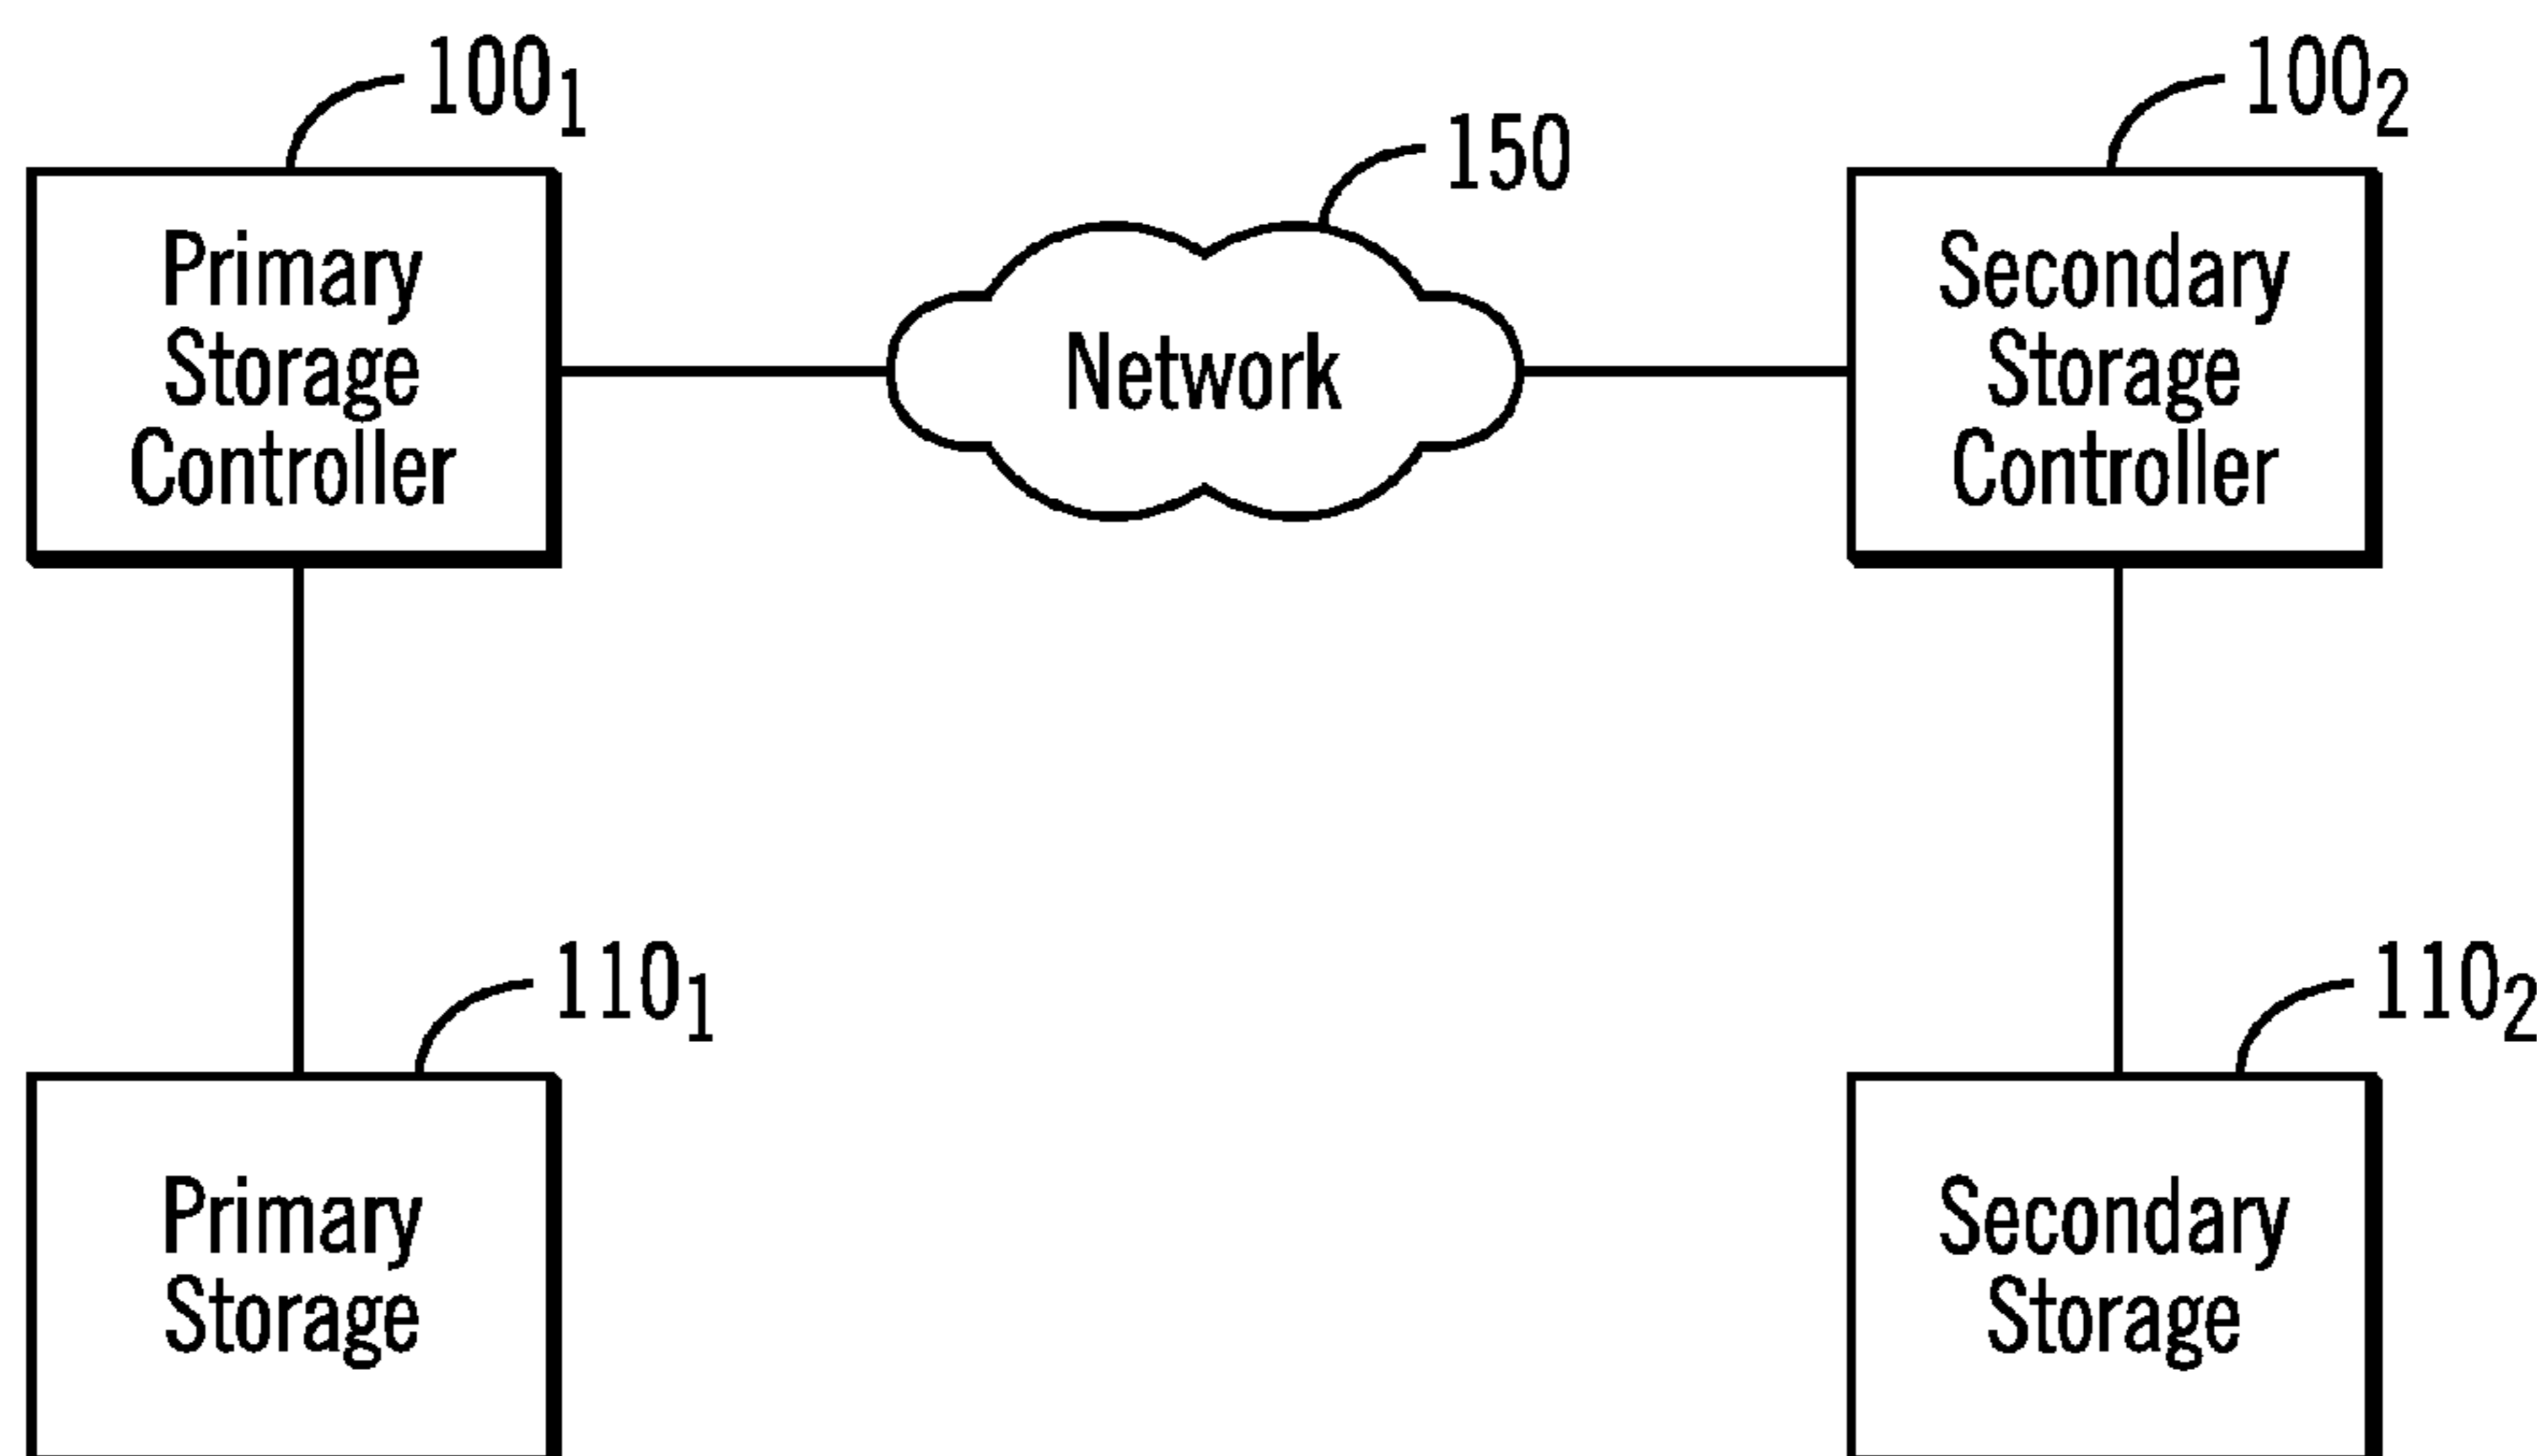 100₁
100₂
150
Primary
Storage
Controller
Network
Secondary
Storage
Controller
110₁
110₂
Primary
Storage
Secondary
Storage